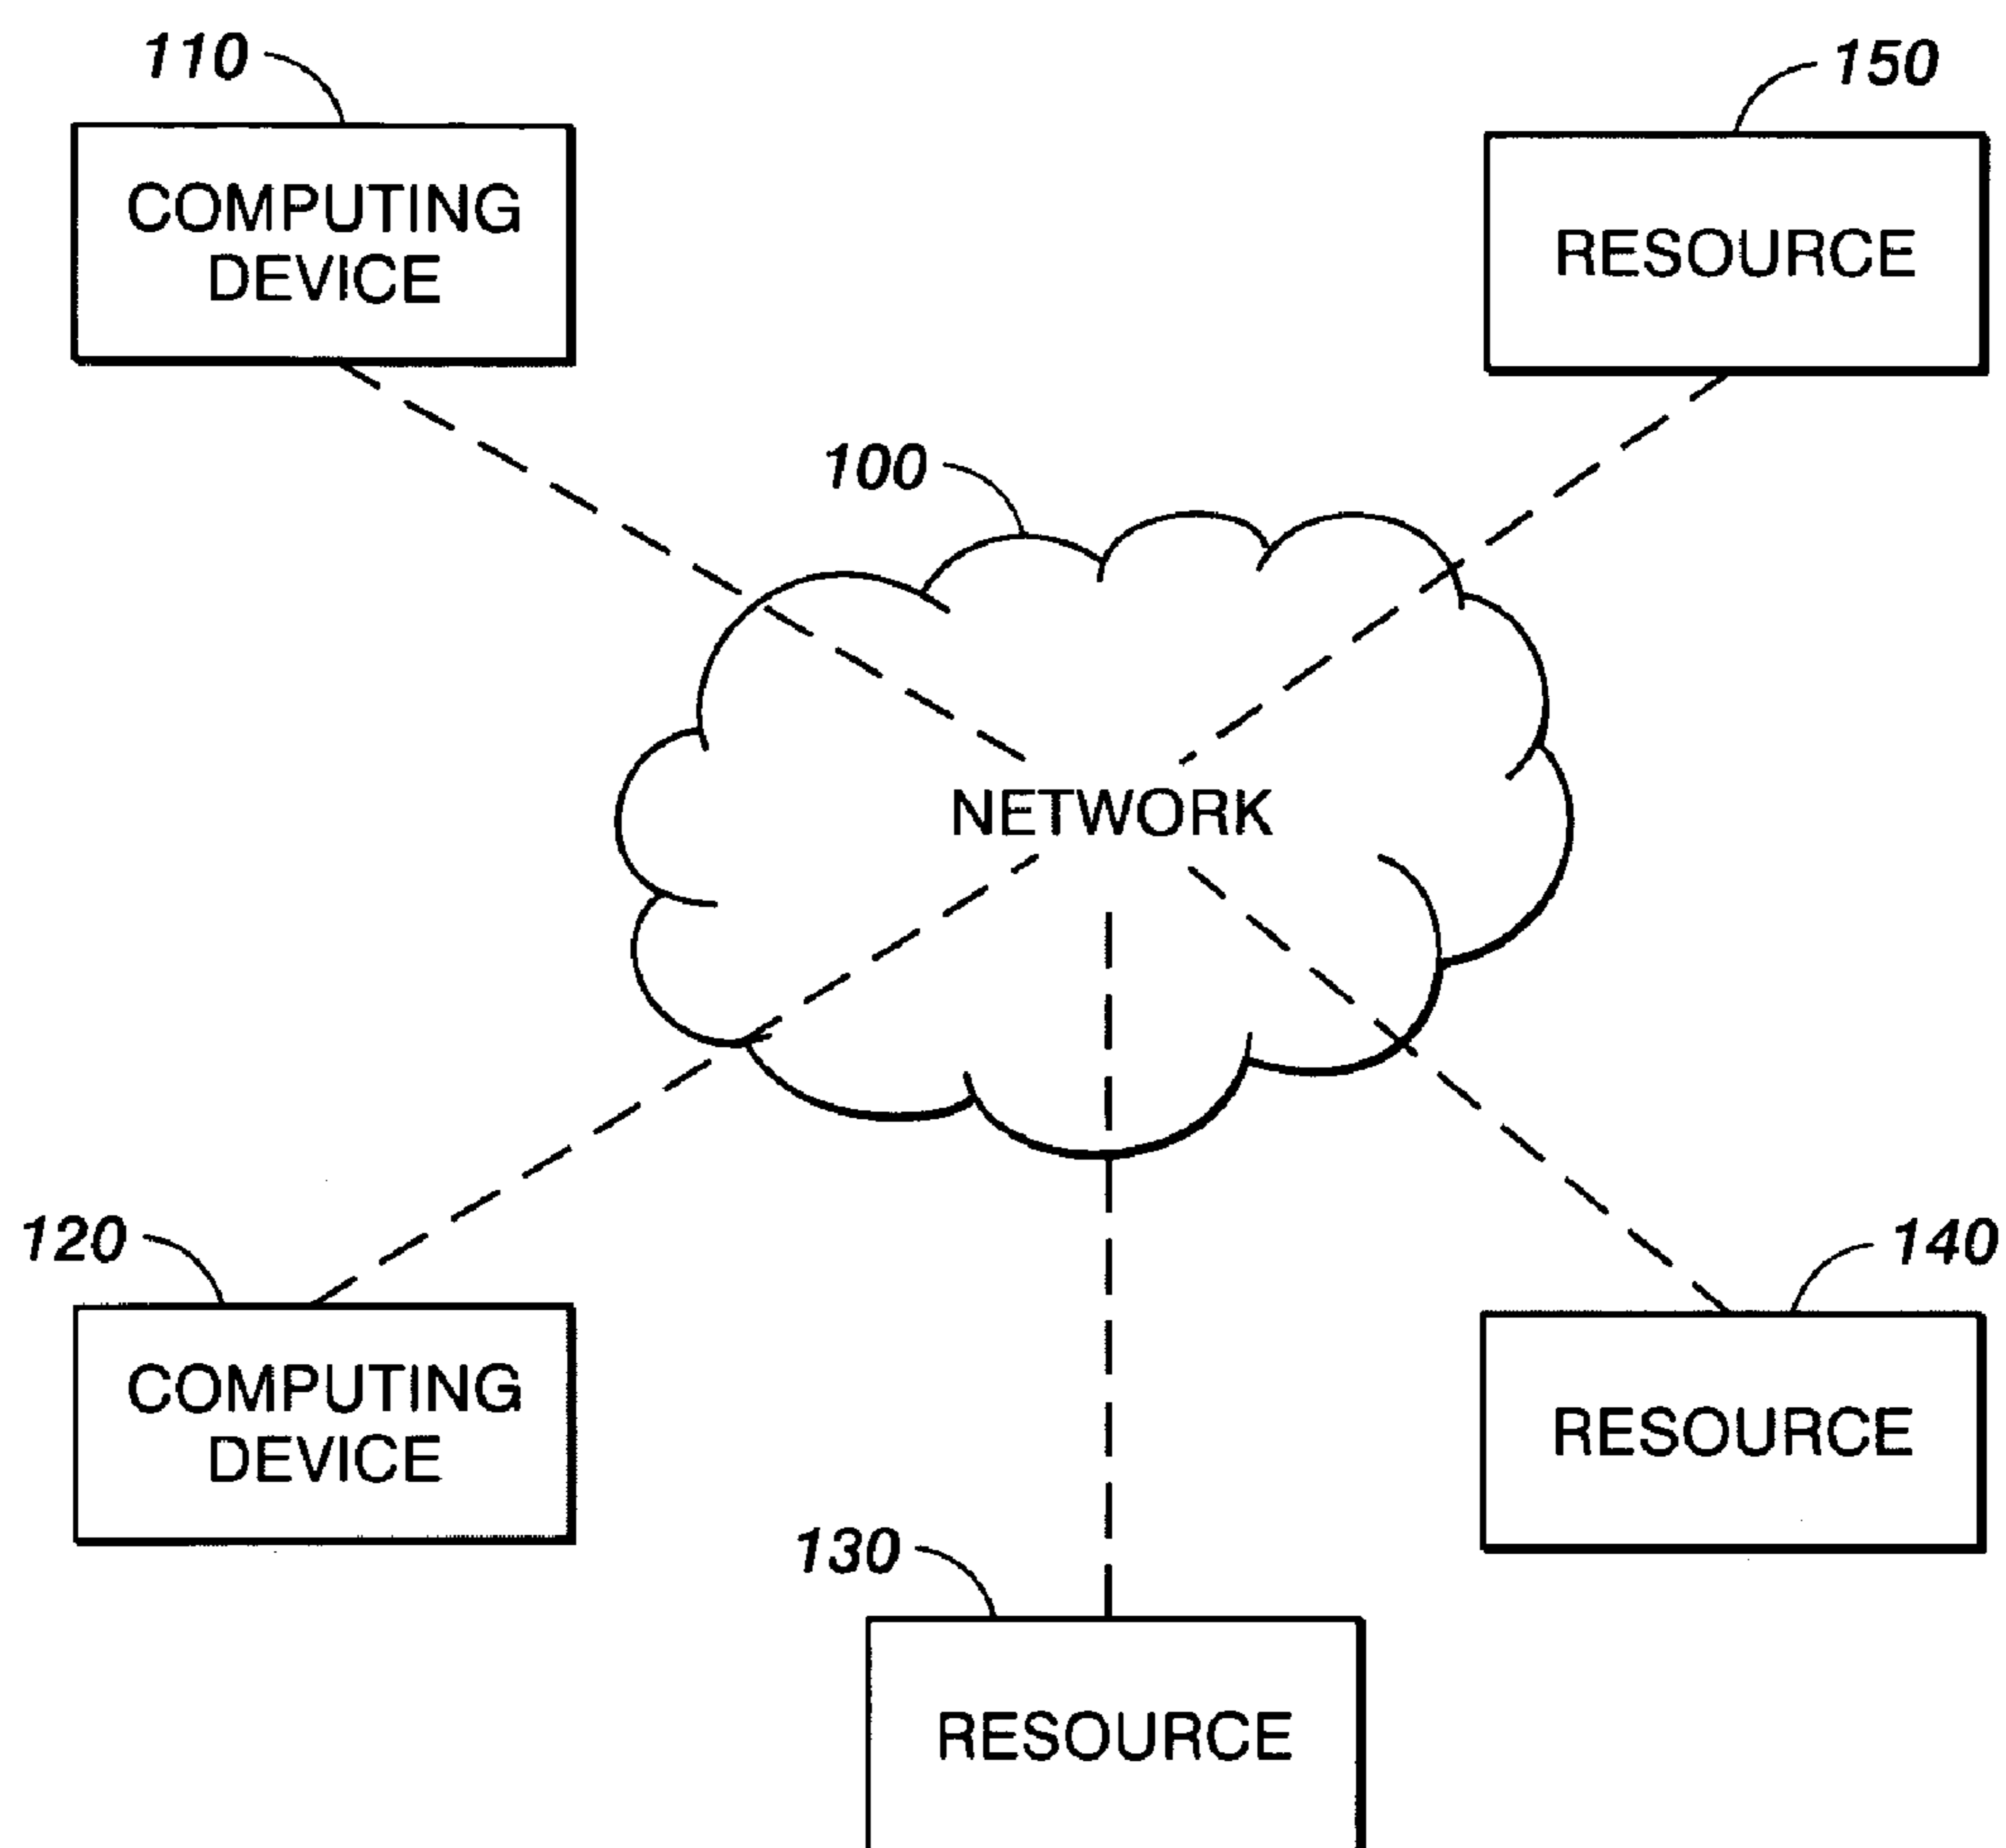 110
150
COMPUTING
DEVICE
RESOURCE
100
NETWORK
120
140
COMPUTING
DEVICE
RESOURCE
130
RESOURCE